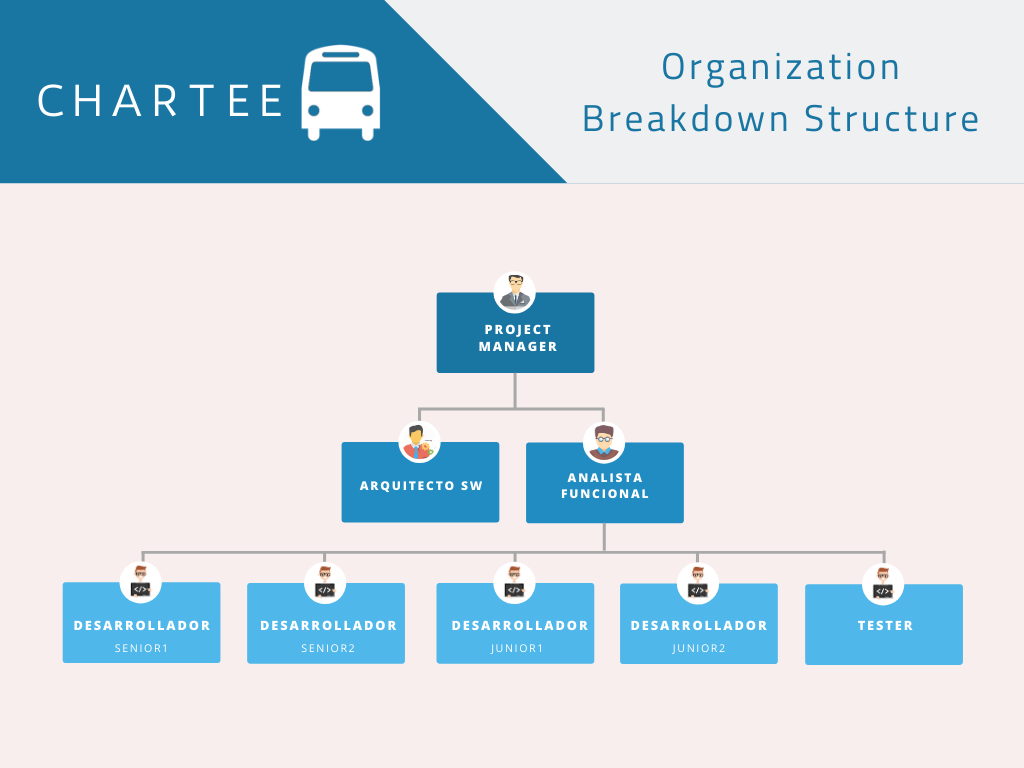 CHARTEE
Organization
Breakdown Structure
PROJECT
MANAGER
ARQUITECTO SW
ANALISTA
FUNCIONAL
DESARROLLADOR
SENIOR1
DESARROLLADOR
SENIOR2
DESARROLLADOR
JUNIOR1
DESARROLLADOR
JUNIOR2
TESTER